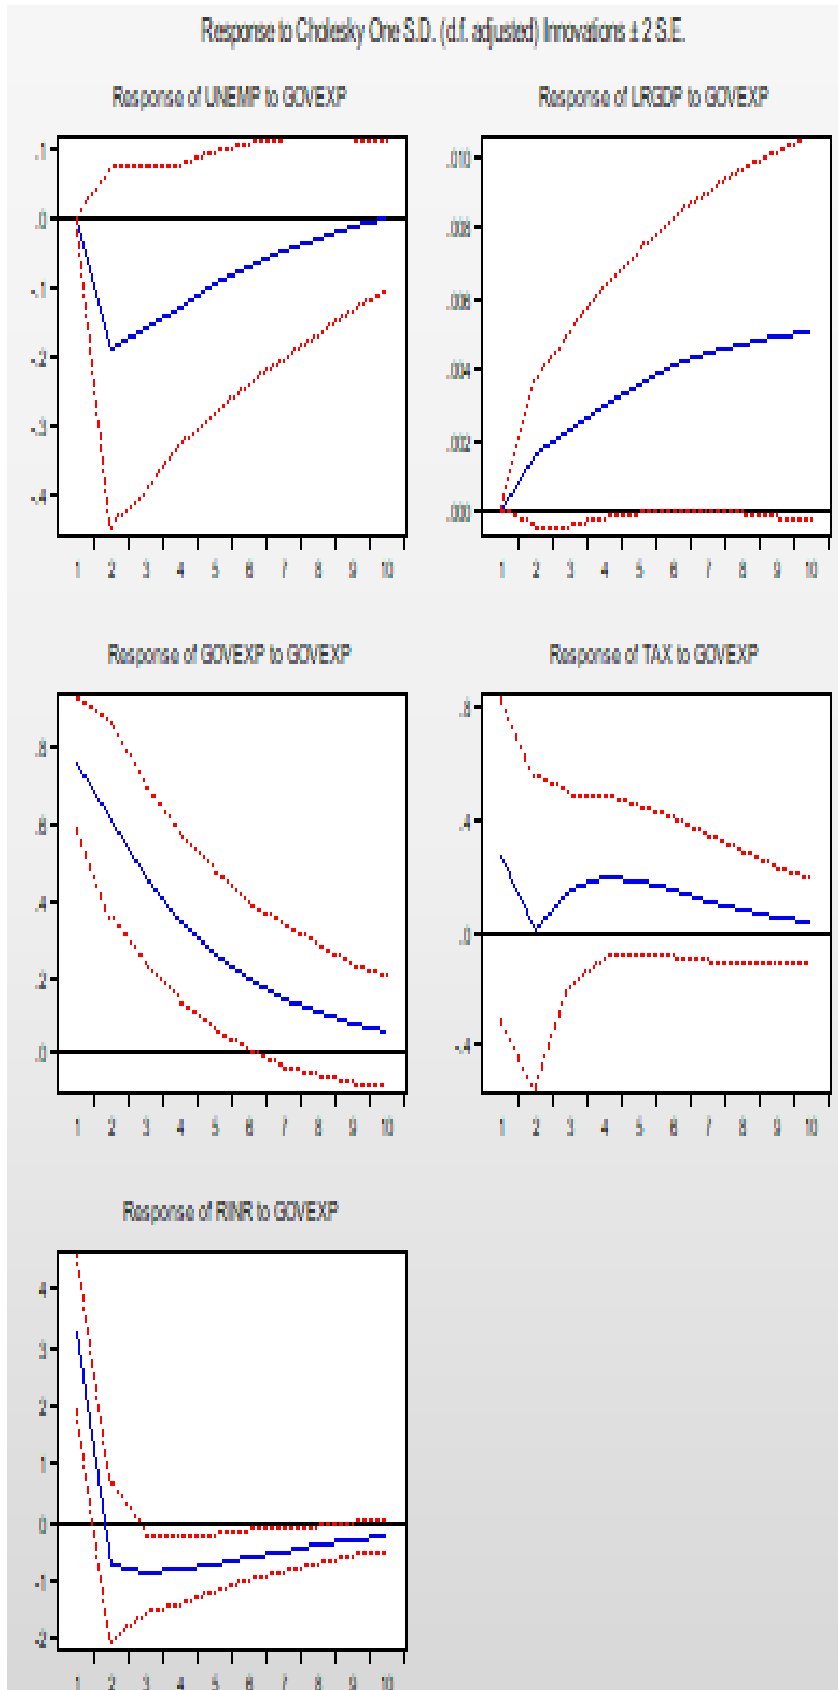 Response to Cholesky One S.D. (d.f. adjusted) Innovations ± 2 S.E.
Response of UNEMP to GOVEXP
.1
.0
-.1
-.2
-.3
-.4
1 2 3 4 5 6 7 8 9 10
Response of LRGDP to GOVEXP
.010
.008
.006
.004
.002
.000
1 2 3 4 5 6 7 8 9 10
Response of GOVEXP to GOVEXP
.8
.6
.4
.2
.0
1 2 3 4 5 6 7 8 9 10
Response of TAX to GOVEXP
.8
.4
.0
-.4
1 2 3 4 5 6 7 8 9 10
Response of RINR to GOVEXP
4
3
2
1
0
-1
-2
1 2 3 4 5 6 7 8 9 10